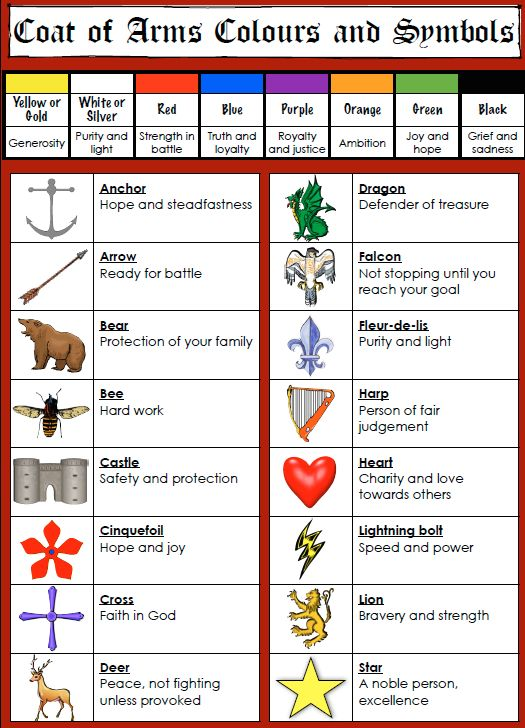 Coat of Arms Colours and Symbols
Yellow or
Gold
White or
Silver
Red
Blue
Purple
Orange
Green
Black
Generosity
Purity and
light
Strength in
battle
Truth and
loyalty
Royalty
and justice
Ambition
Joy and
hope
Grief and
sadness
Anchor
Hope and steadfastness
Arrow
Ready for battle
Bear
Protection of your family
Bee
Hard work
Castle
Safety and protection
Cinquefoil
Hope and joy
Cross
Faith in God
Deer
Peace, not fighting
unless provoked
Dragon
Defender of treasure
Falcon
Not stopping until you
reach your goal
Fleur-de-lis
Purity and light
Harp
Person of fair
judgement
Heart
Charity and love
towards others
Lightning bolt
Speed and power
Lion
Bravery and strength
Star
A noble person,
excellence